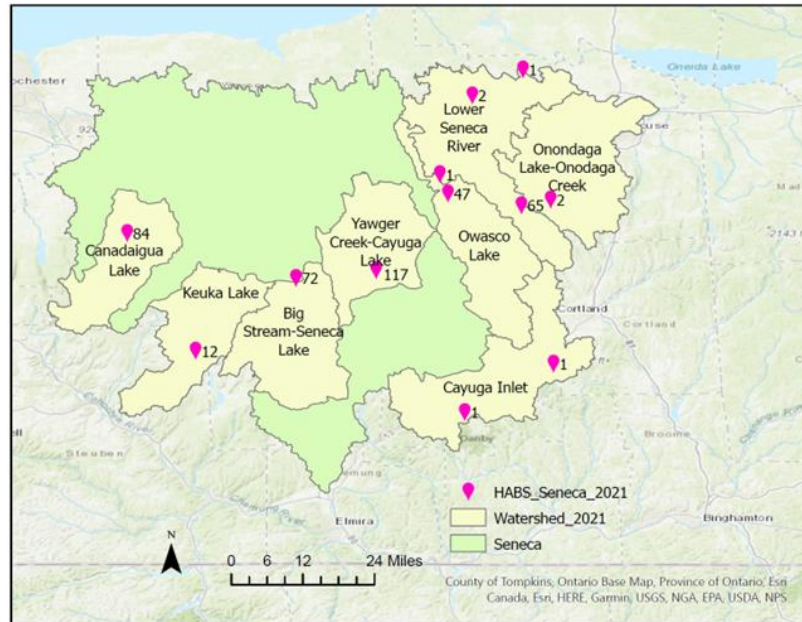 Oneida Lake
ochester
1
2
Lower
Seneca
River
Onondaga
Lake-Onodaga
Creek
1
47
65
2
84
Canadaigua
Lake
Yawger
Creek-Cayuga
Lake
117
Owasco
Lake
72
Keuka Lake
Big
Stream-Seneca
Lake
12
Cortland
Cortland
1
Cayuga Inlet
1
Danby
Steuben
Broome
HABS_Seneca_2021
Watershed_2021
Seneca
Elmira
Binghamton
N
0 6 12 24 Miles
County of Tompkins, Ontario Base Map, Province of Ontario, Esri
Canada, Esri, HERE, Garmin, USGS, NGA, EPA, USDA, NPS